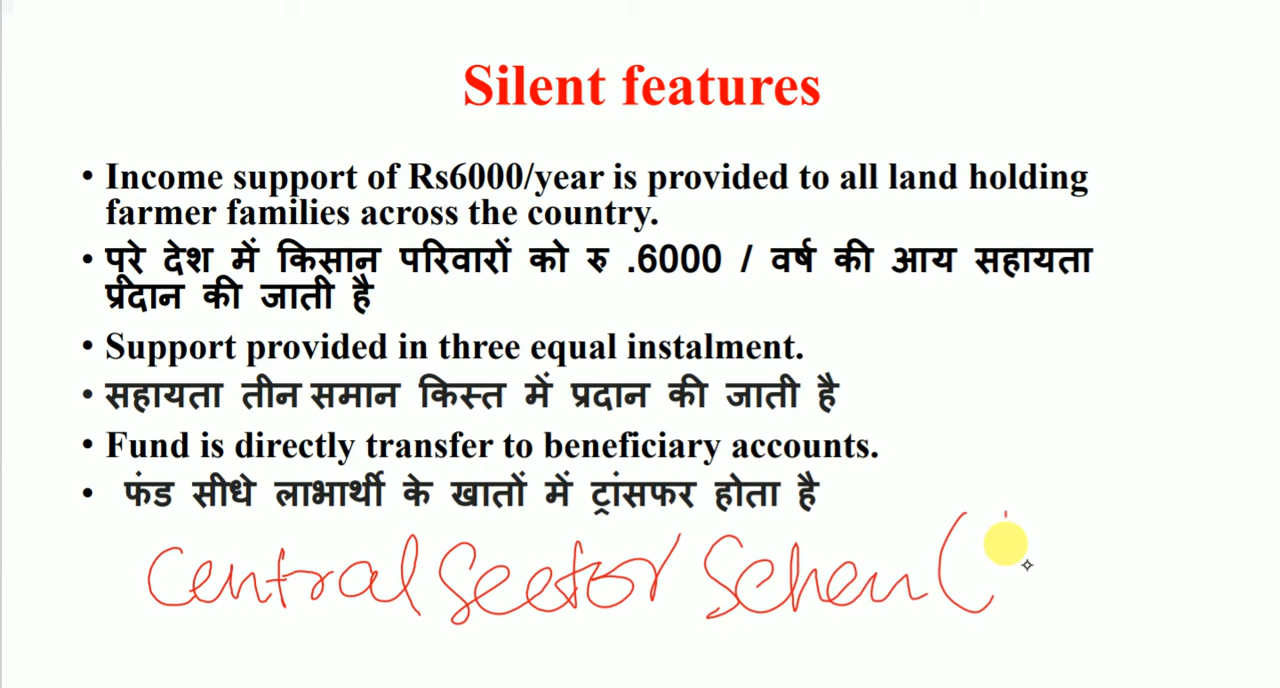 Silent features
• Income support of Rs6000/year is provided to all land holding
farmer families across the country.
• पूरे देश में किसान परिवारों को रु .6000 / वर्ष की आय सहायता
प्रदान की जाती है
• Support provided in three equal instalment.
• सहायता तीन समान किस्त में प्रदान की जाती है
• Fund is directly transfer to beneficiary accounts.
• फंड सीधे लाभार्थी के खातों में ट्रांसफर होता है
Central Sector Schem (